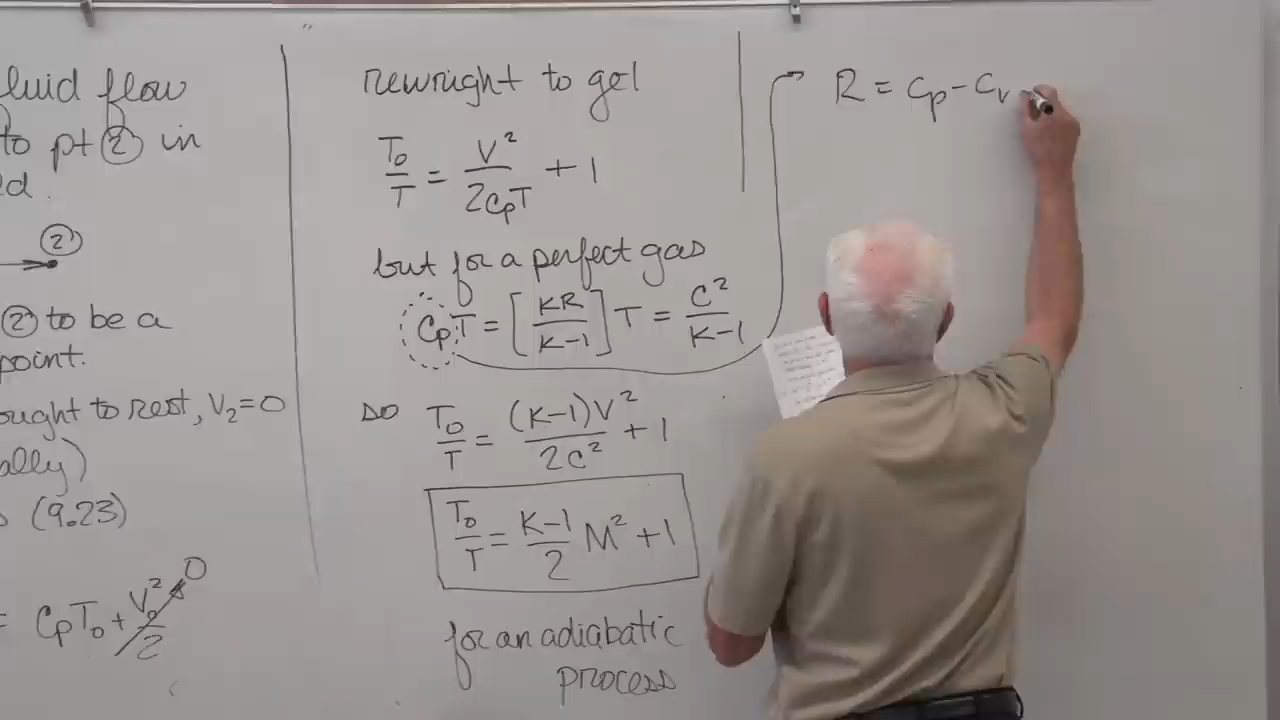 luid flow
to pt ② in
d.
②
② to be a
point.
ought to rest, V₂=0
ally)
(9.23)
= CpT₀ + V₀²/2 → 0
rewright to get
T₀/T = V²/2CpT + 1
but for a perfect gas
CpT = [KR/K-1]T = C²/K-1
so T₀/T = (K-1)V²/2C² + 1
T₀/T = K-1/2 M² + 1
for an adiabatic
process
R = Cp - Cv